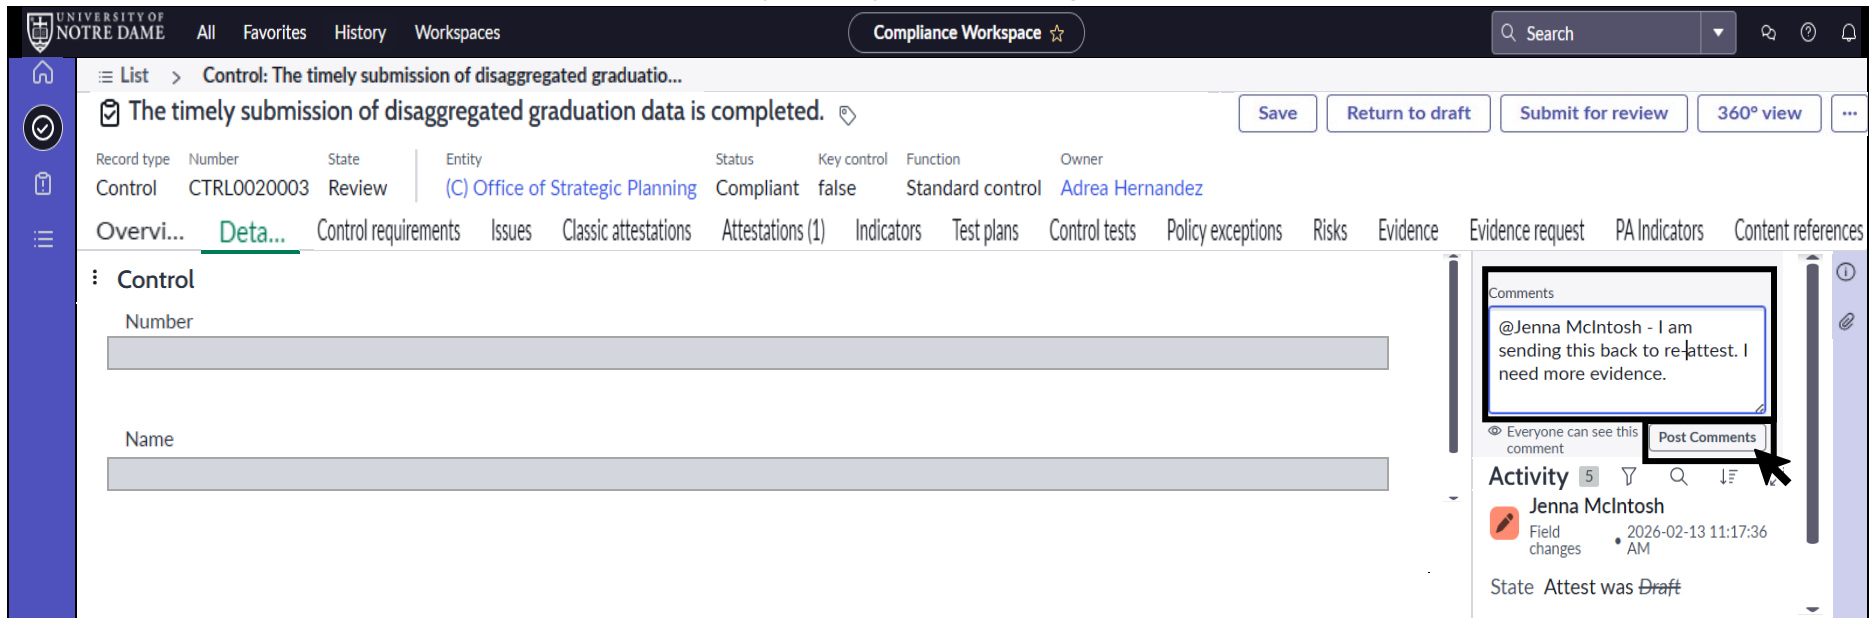 UNIVERSITY OF
NOTRE DAME
All Favorites History Workspaces
Compliance Workspace
Search
List > Control: The timely submission of disaggregated graduatio...
The timely submission of disaggregated graduation data is completed.
Save Return to draft Submit for review 360° view ...
Record type Number State Entity Status Key control Function Owner
Control CTRL0020003 Review (C) Office of Strategic Planning Compliant false Standard control Adrea Hernandez
Overvi... Deta... Control requirements Issues Classic attestations Attestations (1) Indicators Test plans Control tests Policy exceptions Risks Evidence Evidence request PA Indicators Content references
Control
Number
Name
Comments
@Jenna McIntosh - I am
sending this back to re-attest. I
need more evidence.
Everyone can see this
comment
Post Comments
Activity 5
Jenna McIntosh
Field
changes
• 2026-02-13 11:17:36
AM
State Attest was Draft